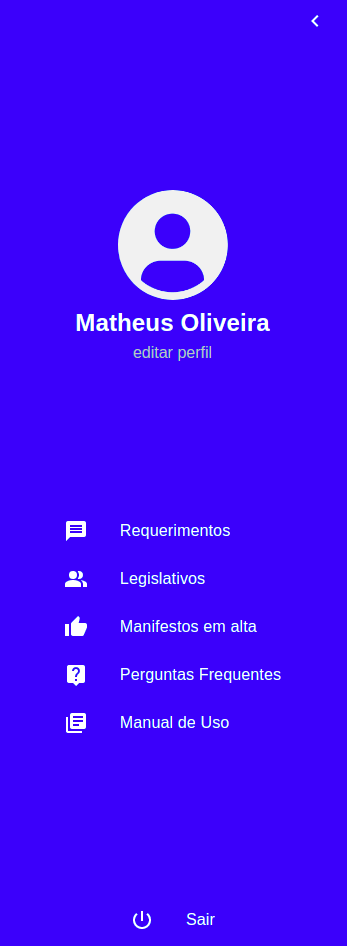 Matheus Oliveira
editar perfil
Requerimentos
Legislativos
Manifestos em alta
Perguntas Frequentes
Manual de Uso
Sair